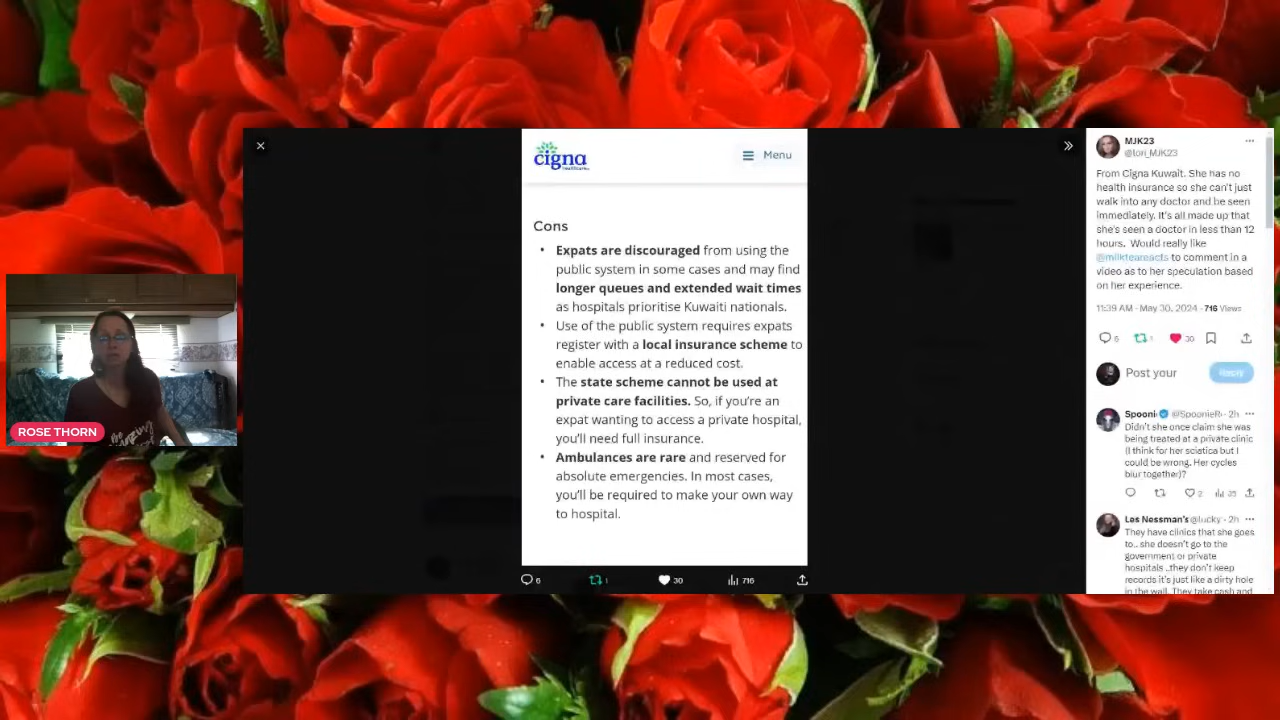 cigna
healthcare
Menu
Cons
• Expats are discouraged from using the
public system in some cases and may find
longer queues and extended wait times
as hospitals prioritise Kuwaiti nationals.
• Use of the public system requires expats
register with a local insurance scheme to
enable access at a reduced cost.
• The state scheme cannot be used at
private care facilities. So, if you're an
expat wanting to access a private hospital,
you'll need full insurance.
• Ambulances are rare and reserved for
absolute emergencies. In most cases,
you'll be required to make your own way
to hospital.
6
1
30
716
MJK23
@lori_MJK23
From Cigna Kuwait. She has no
health insurance so she can't just
walk into any doctor and be seen
immediately. It's all made up that
she's seen a doctor in less than 12
hours. Would really like
@milkteareacts to comment in a
video as to her speculation based
on her experience.
11:39 AM · May 30, 2024 · 716 Views
6
1
30
Post your
Reply
Spooni @SpoonieR · 2h
Didn't she once claim she was
being treated at a private clinic
(I think for her sciatica but I
could be wrong. Her cycles
blur together)?
2
35
Les Nessman's @lucky · 2h
They have clinics that she goes
to.. she doesn't go to the
government or private
hospitals ..they don't keep
records it's just like a dirty hole
in the wall. They take cash and
ROSE THORN